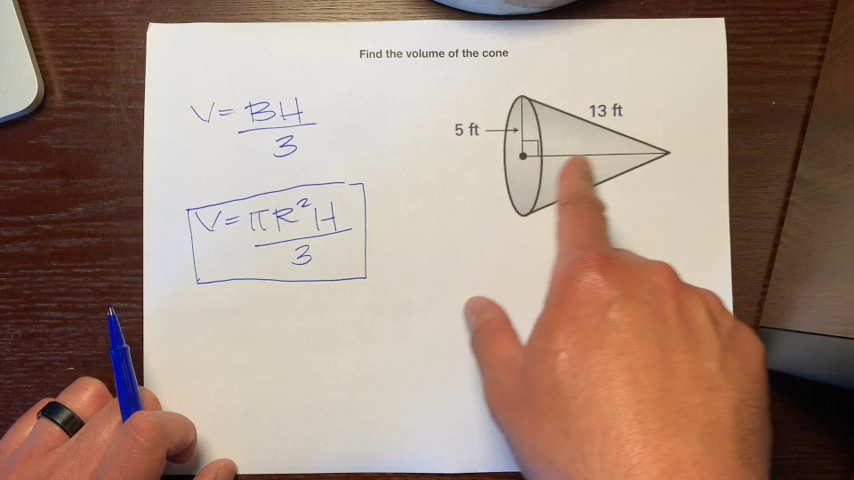 Find the volume of the cone
V = BH
3
V = πR²H
3
13 ft
5 ft